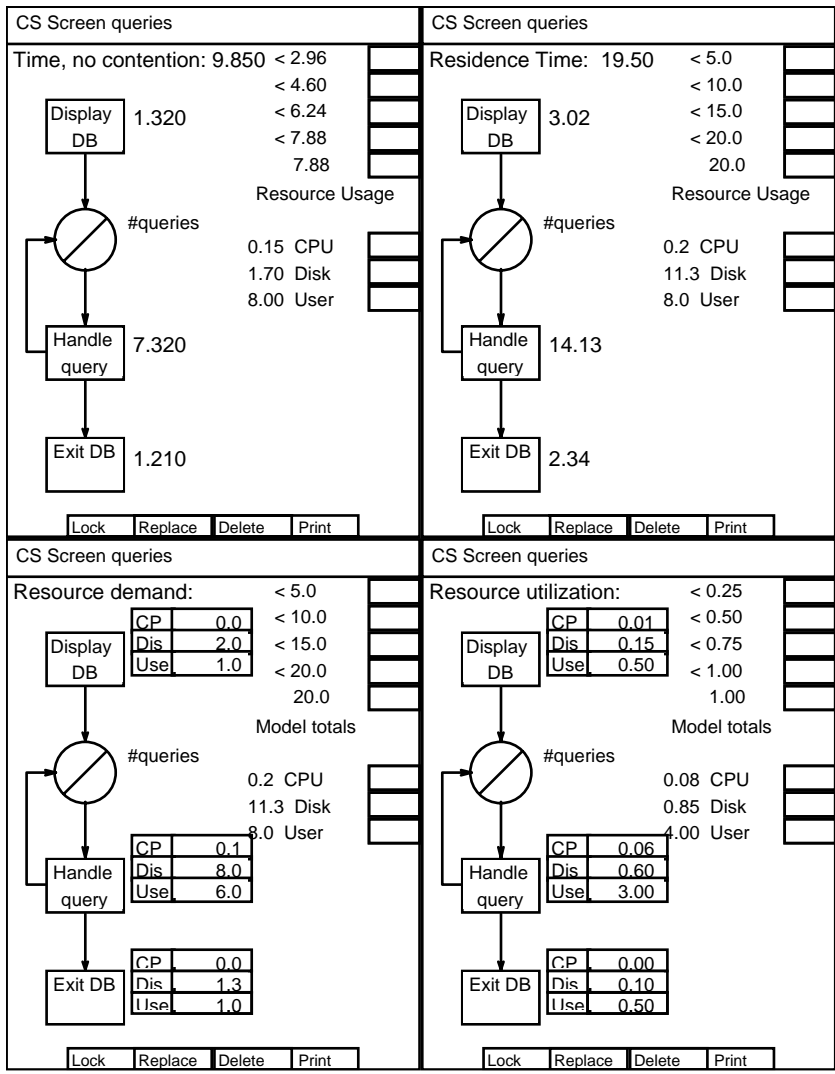 CS Screen queries
Time, no contention: 9.850
< 2.96
< 4.60
< 6.24
< 7.88
7.88
Display DB
1.320
Resource Usage
#queries
0.15 CPU
1.70 Disk
8.00 User
Handle query
7.320
Exit DB
1.210
Lock Replace Delete Print
CS Screen queries
Residence Time: 19.50
< 5.0
< 10.0
< 15.0
< 20.0
20.0
Display DB
3.02
Resource Usage
#queries
0.2 CPU
11.3 Disk
8.0 User
Handle query
14.13
Exit DB
2.34
Lock Replace Delete Print
CS Screen queries
Resource demand:
< 5.0
< 10.0
< 15.0
< 20.0
20.0
Display DB
CP 0.0
Dis 2.0
Use 1.0
Model totals
#queries
0.2 CPU
11.3 Disk
8.0 User
Handle query
CP 0.1
Dis 8.0
Use 6.0
Exit DB
CP 0.0
Dis 1.3
Use 1.0
Lock Replace Delete Print
CS Screen queries
Resource utilization:
< 0.25
< 0.50
< 0.75
< 1.00
1.00
Display DB
CP 0.01
Dis 0.15
Use 0.50
Model totals
#queries
0.08 CPU
0.85 Disk
4.00 User
Handle query
CP 0.06
Dis 0.60
Use 3.00
Exit DB
CP 0.00
Dis 0.10
Use 0.50
Lock Replace Delete Print